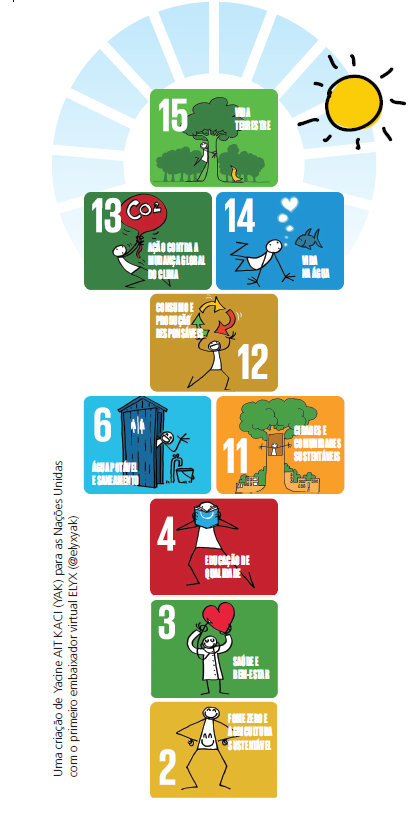 15
VIDA
TERRESTRE
13
CO2
AÇÃO CONTRA A
MUDANÇA GLOBAL
DO CLIMA
14
VIDA
NA ÁGUA
CONSUMO E
PRODUÇÃO
RESPONSÁVEIS
12
6
ÁGUA POTÁVEL
E SANEAMENTO
11
CIDADES E
COMUNIDADES
SUSTENTÁVEIS
4
EDUCAÇÃO DE
QUALIDADE
3
SAÚDE E
BEM-ESTAR
FOME ZERO E
AGRICULTURA
SUSTENTÁVEL
2
Uma criação de Yacine AIT KACI (YAK) para as Nações Unidas
com o primeiro embaixador virtual ELYX (@elyxyak)